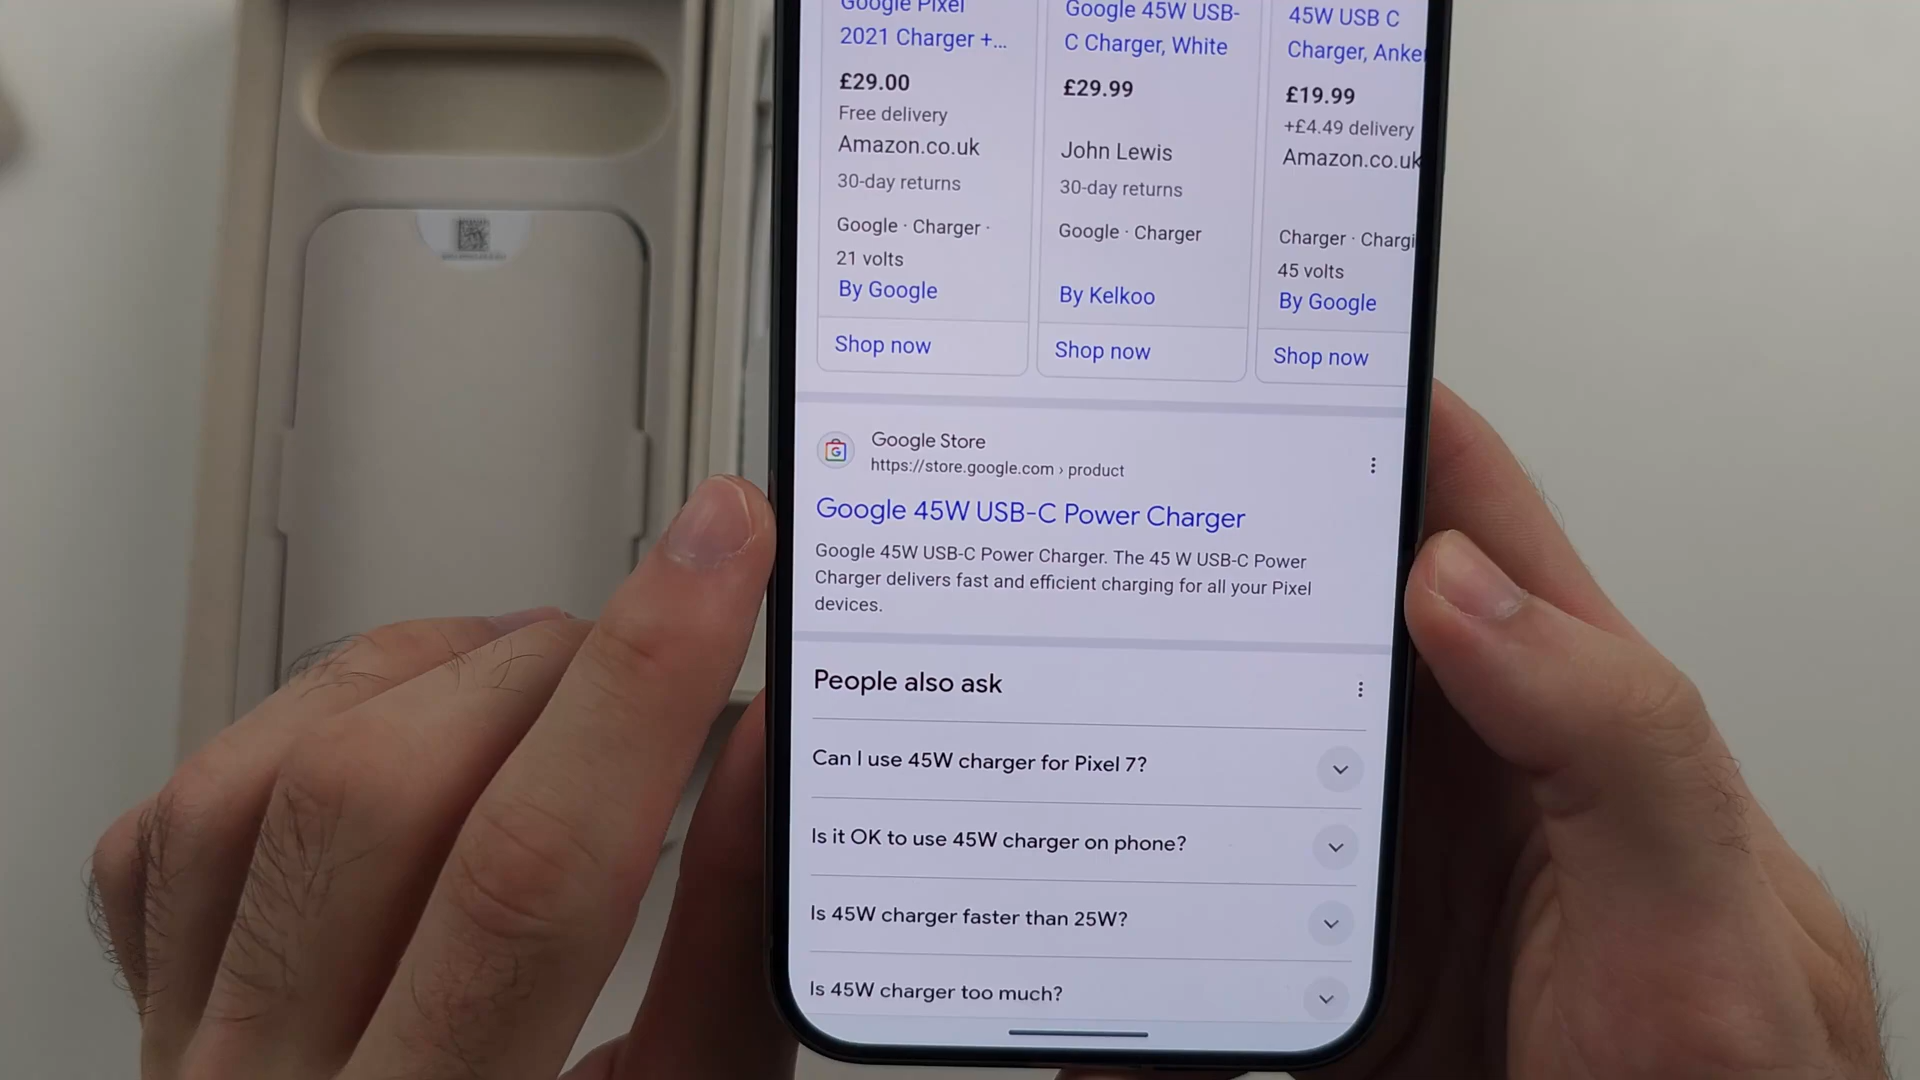 Google Pixel
2021 Charger +...
£29.00
Free delivery
Amazon.co.uk
30-day returns
Google · Charger ·
21 volts
By Google
Shop now
Google 45W USB-
C Charger, White
£29.99
John Lewis
30-day returns
Google · Charger
By Kelkoo
Shop now
45W USB C
Charger, Anker
£19.99
+£4.49 delivery
Amazon.co.uk
Charger · Chargi
45 volts
By Google
Shop now
Google Store
https://store.google.com › product
Google 45W USB-C Power Charger
Google 45W USB-C Power Charger. The 45 W USB-C Power
Charger delivers fast and efficient charging for all your Pixel
devices.
People also ask
Can I use 45W charger for Pixel 7?
Is it OK to use 45W charger on phone?
Is 45W charger faster than 25W?
Is 45W charger too much?